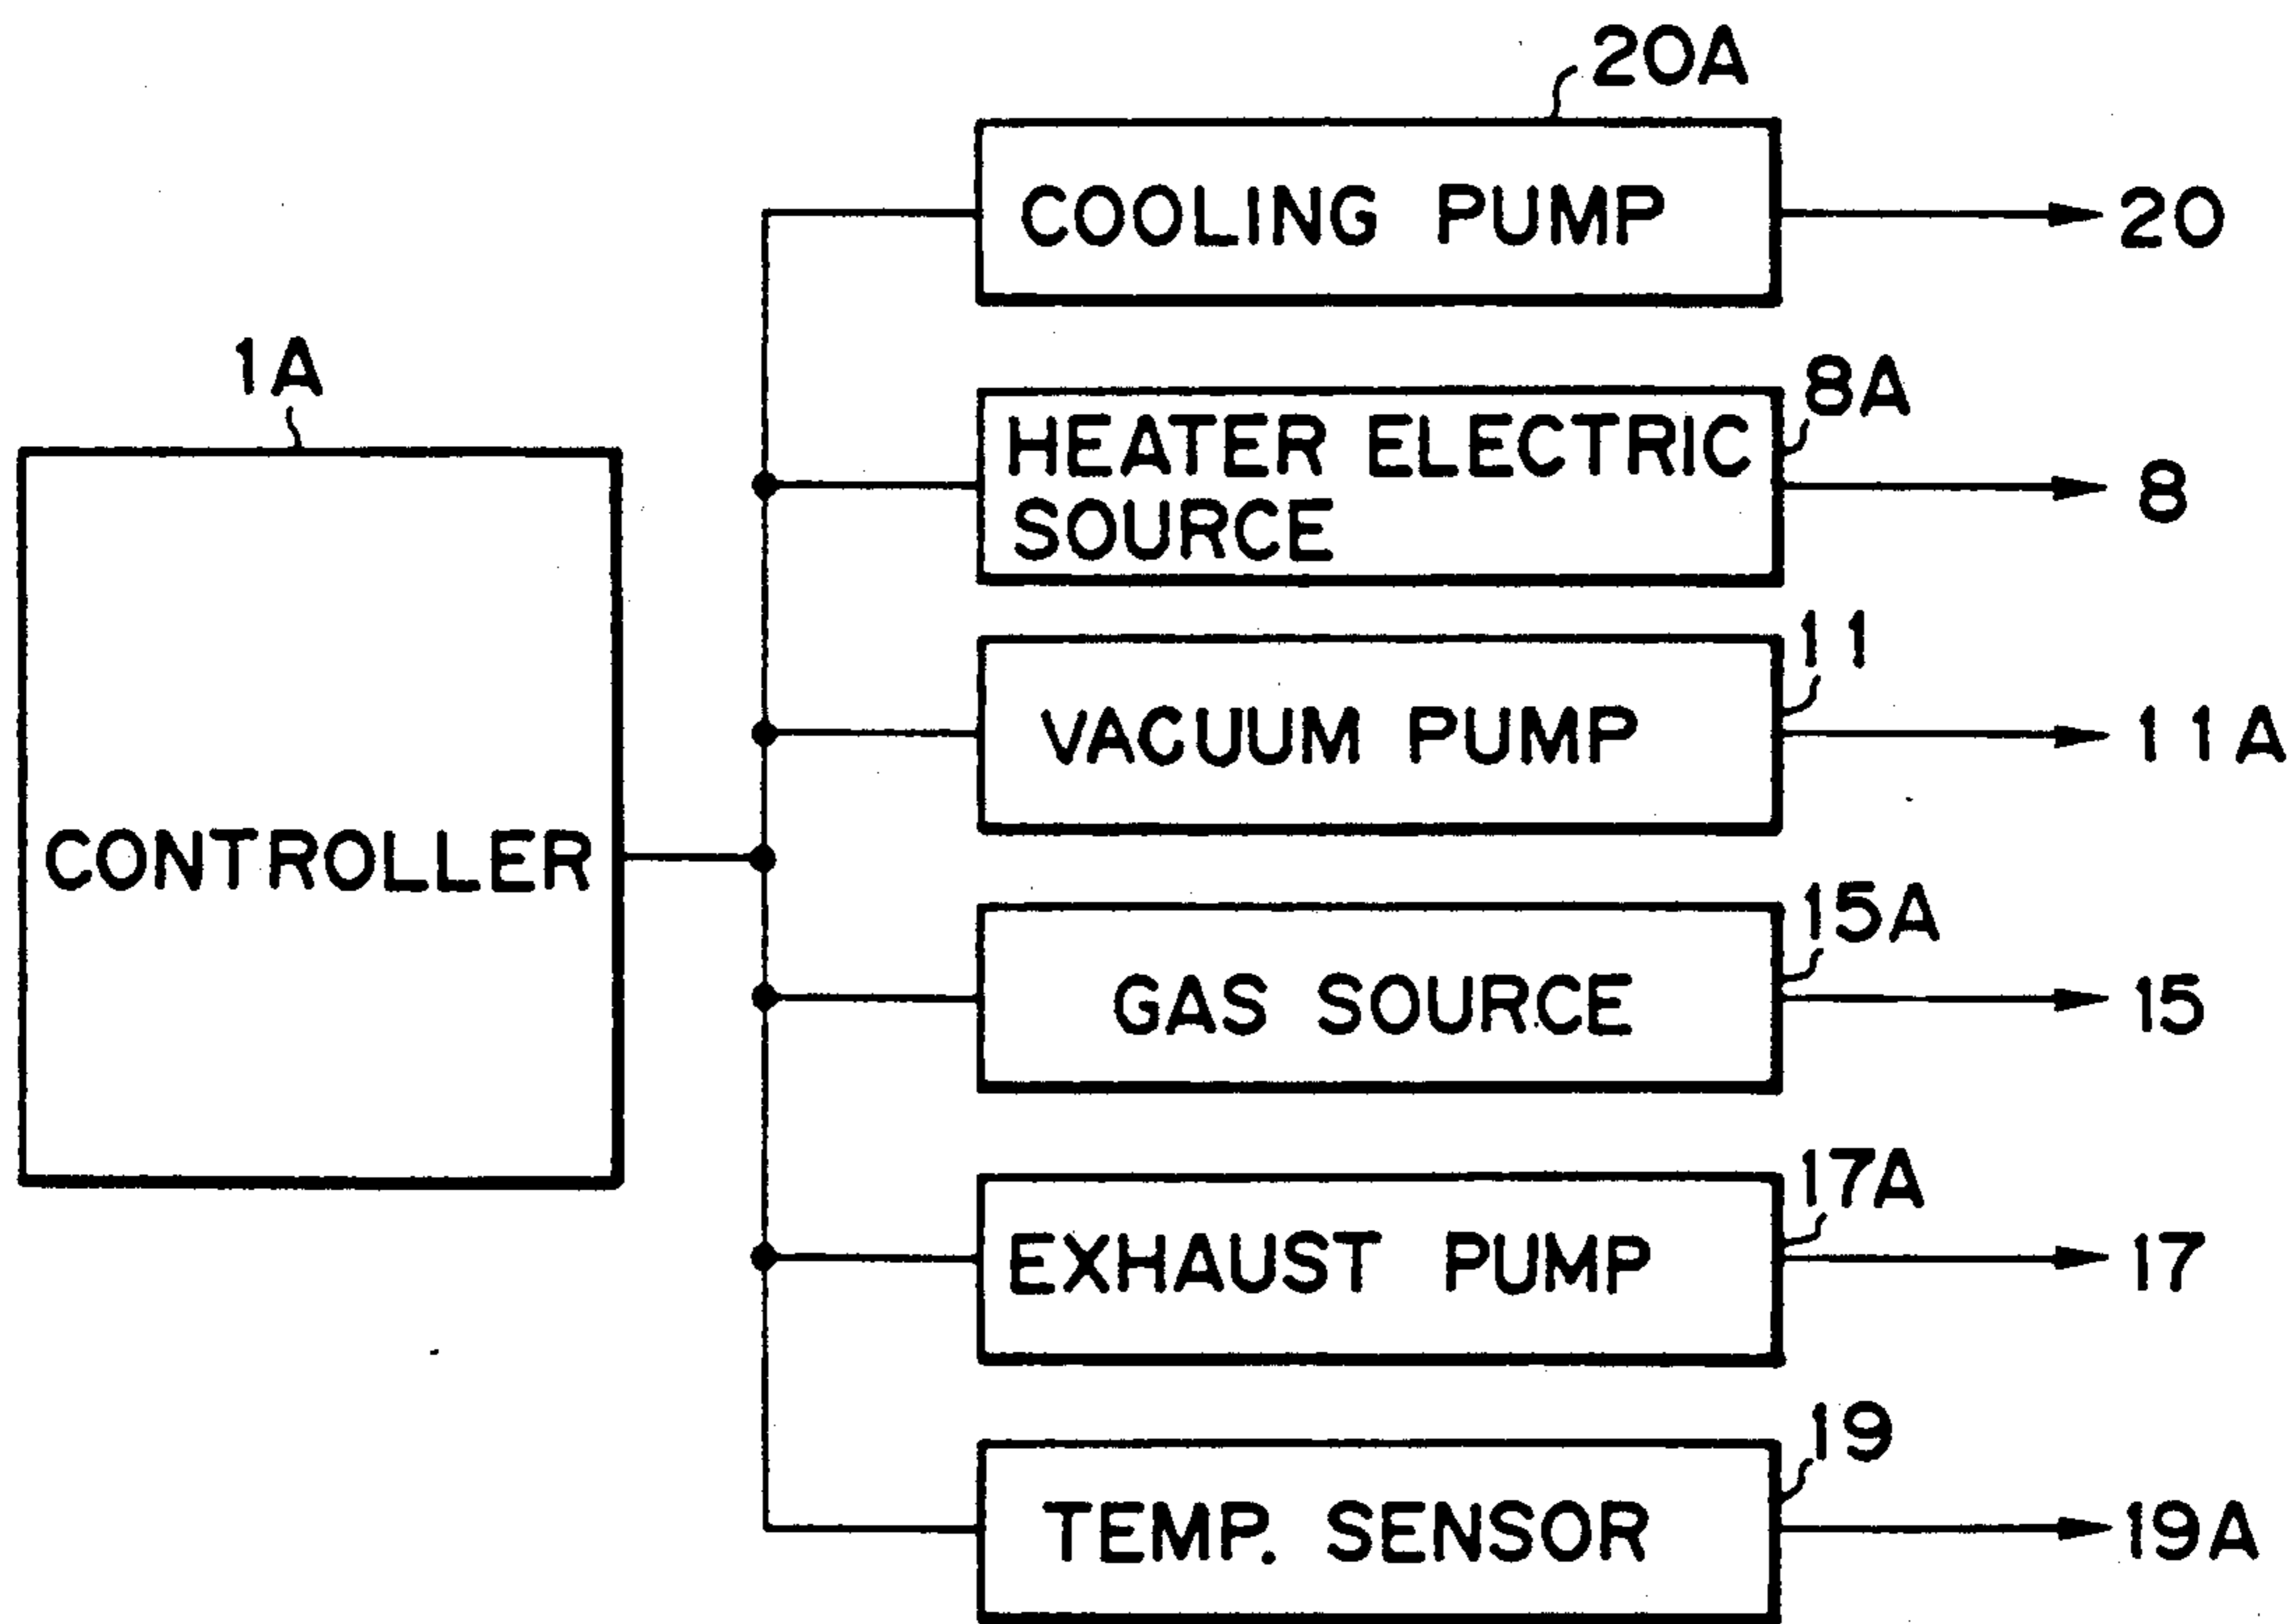 20A
COOLING PUMP
20
1A
8A
HEATER ELECTRIC
SOURCE
8
11
VACUUM PUMP
11A
CONTROLLER
15A
GAS SOURCE
15
17A
EXHAUST PUMP
17
19
TEMP. SENSOR
19A